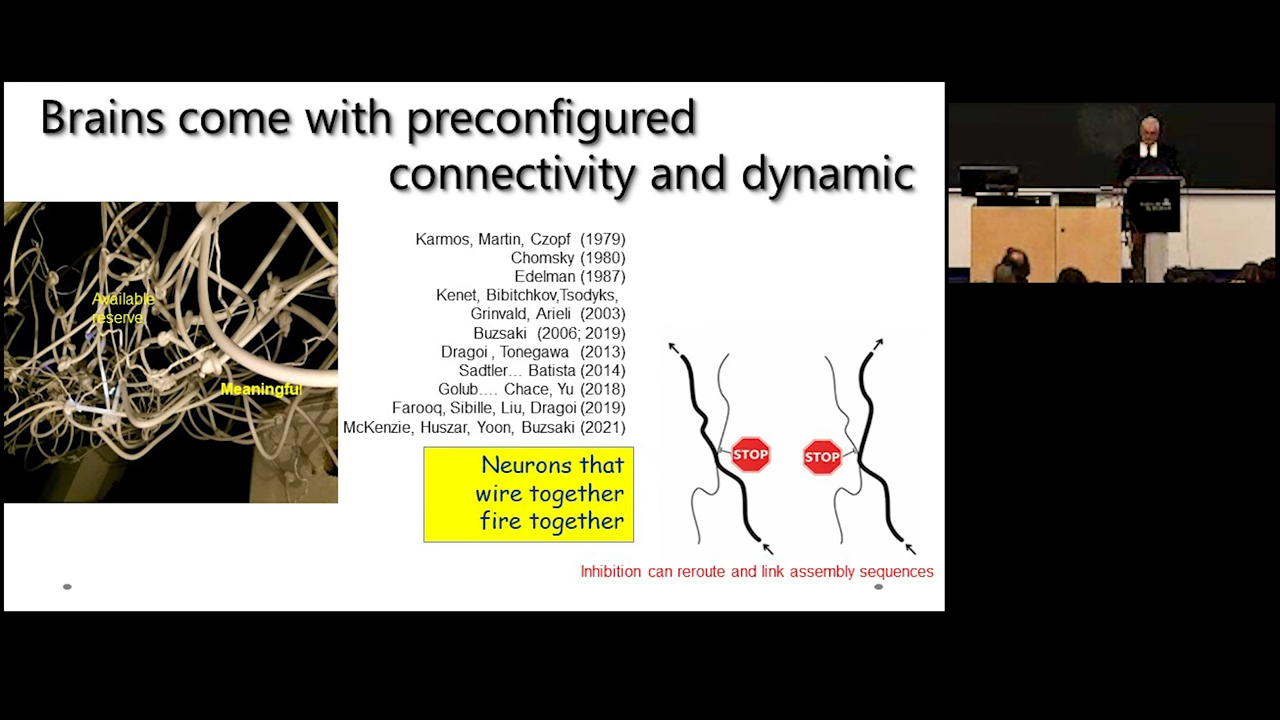 Brains come with preconfigured
connectivity and dynamic
Available
reserve
Meaningful
Karmos, Martin, Czopf (1979)
Chomsky (1980)
Edelman (1987)
Kenet, Bibitchkov,Tsodyks,
Grinvald, Arieli (2003)
Buzsaki (2006; 2019)
Dragoi , Tonegawa (2013)
Sadtler… Batista (2014)
Golub…. Chace, Yu (2018)
Farooq, Sibille, Liu, Dragoi (2019)
McKenzie, Huszar, Yoon, Buzsaki (2021)
Neurons that
wire together
fire together
STOP
STOP
Inhibition can reroute and link assembly sequences